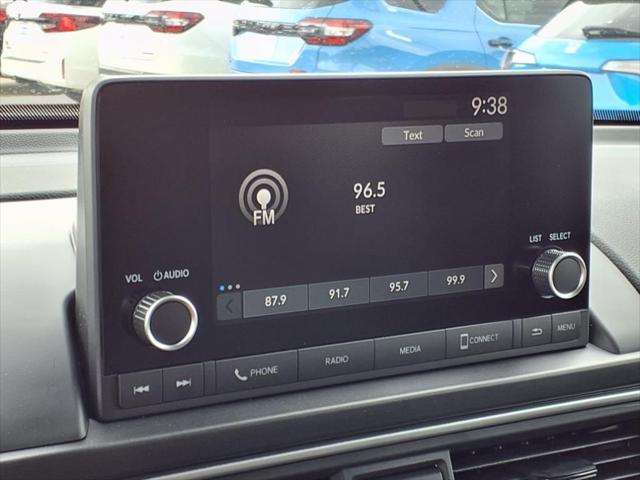 9:38
Text Scan
96.5
BEST
FM
LIST SELECT
VOL AUDIO
87.9 91.7 95.7 99.9
PHONE RADIO MEDIA CONNECT MENU